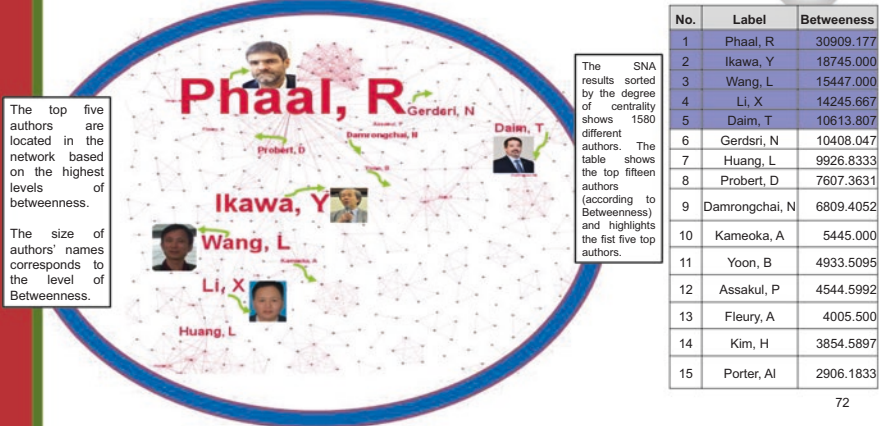 The top five
authors are
located in the
network based
on the highest
levels of
betweenness.
The size of
authors' names
corresponds to
the level of
Betweenness.
Phaal, R
Gerderi, N
Assakul, P
Damrongchai, N
Probert, D
Daim, T
Yoon, B
Ikawa, Y
Wang, L
Kameoka, A
Li, X
Huang, L
The SNA
results sorted
by the degree
of centrality
shows 1580
different
authors. The
table shows
the top fifteen
authors
(according to
Betweenness)
and highlights
the fist five top
authors.
No. Label Betweeness
1 Phaal, R 30909.177
2 Ikawa, Y 18745.000
3 Wang, L 15447.000
4 Li, X 14245.667
5 Daim, T 10613.807
6 Gerdsri, N 10408.047
7 Huang, L 9926.8333
8 Probert, D 7607.3631
9 Damrongchai, N 6809.4052
10 Kameoka, A 5445.000
11 Yoon, B 4933.5095
12 Assakul, P 4544.5992
13 Fleury, A 4005.500
14 Kim, H 3854.5897
15 Porter, Al 2906.1833
72